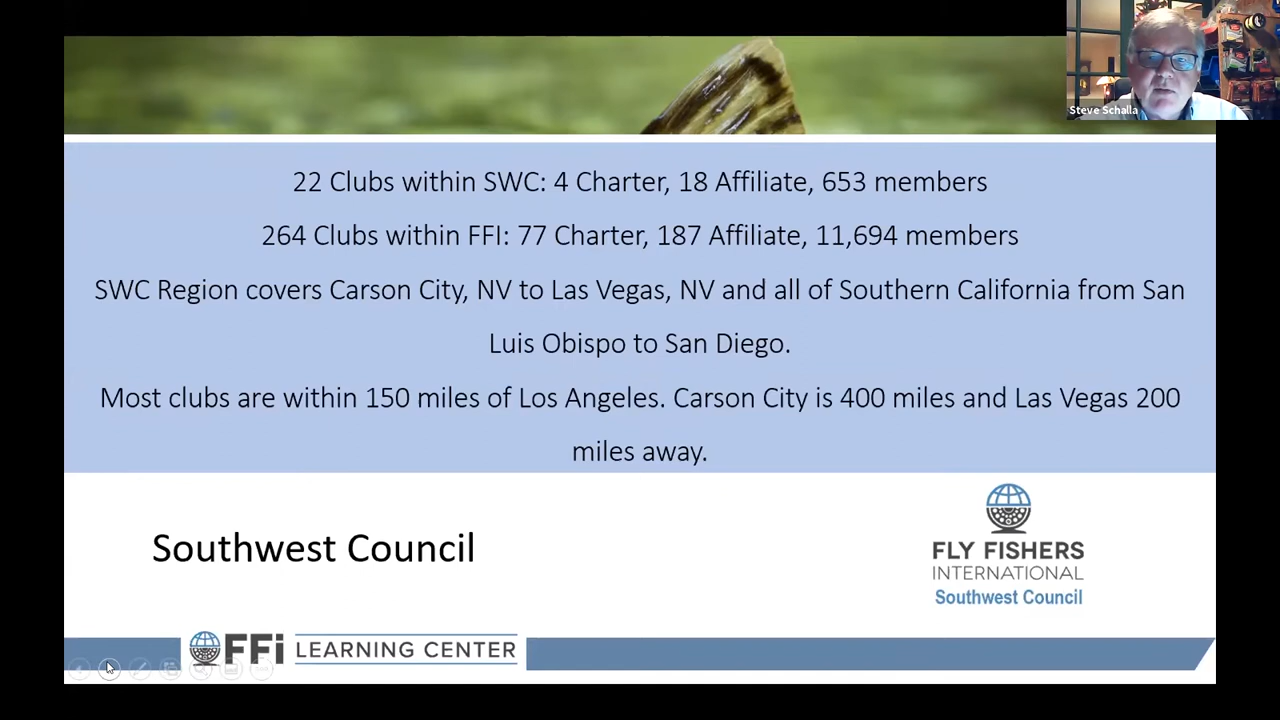 Steve Schalla
22 Clubs within SWC: 4 Charter, 18 Affiliate, 653 members
264 Clubs within FFI: 77 Charter, 187 Affiliate, 11,694 members
SWC Region covers Carson City, NV to Las Vegas, NV and all of Southern California from San
Luis Obispo to San Diego.
Most clubs are within 150 miles of Los Angeles. Carson City is 400 miles and Las Vegas 200
miles away.
Southwest Council
FLY FISHERS
INTERNATIONAL
Southwest Council
FFi LEARNING CENTER